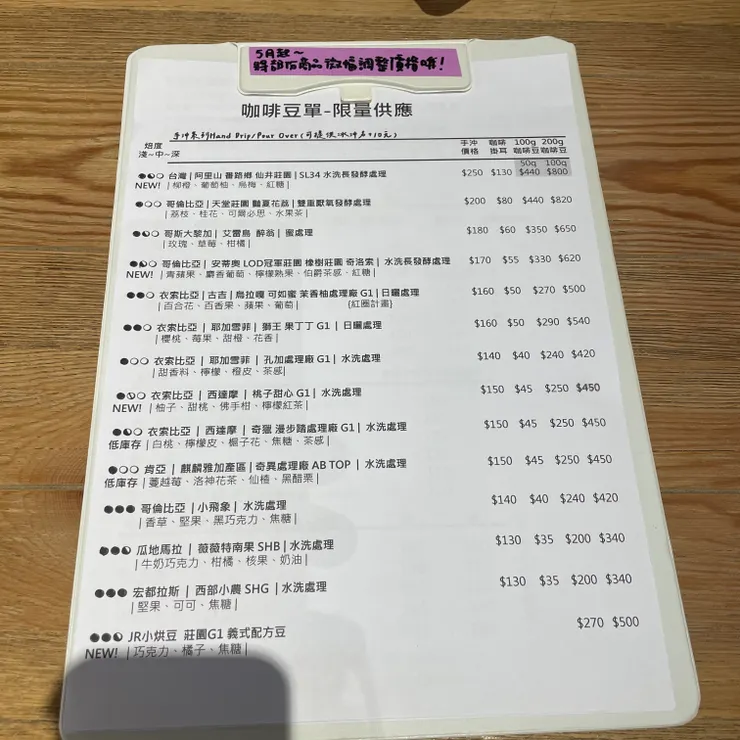 5月起~
將部份商品微幅調整價格哦!
咖啡豆單-限量供應
手沖系列Hand Drip/Pour Over(可提供冰沖店+10元)
焙度
淺~中~深
手沖 咖啡 100g 200g
價格 掛耳 咖啡豆 咖啡豆
50g 100g
●◐○ 台灣|阿里山 番路鄉 仙井莊園|SL34 水洗長發酵處理 $250 $130 $440 $800
NEW! |柳橙、葡萄柚、烏梅、紅糖|
●○○ 哥倫比亞|天堂莊園 豔夏花荔|雙重厭氧發酵處理 $200 $80 $440 $820
|荔枝、桂花、可爾必思、水果茶|
●◐○ 哥斯大黎加|艾雷島 醉翁|蜜處理 $180 $60 $350 $650
|玫瑰、草莓、柑橘|
●◐○ 哥倫比亞|安蒂奧 LOD冠軍莊園 橡樹莊園 奇洛索|水洗長發酵處理 $170 $55 $330 $620
NEW! |青蘋果、麝香葡萄、檸檬熟果、伯爵茶感、紅糖|
●●○ 衣索比亞|古吉|烏拉嘎 可如蜜 茉香柚處理廠 G1|日曬處理 $160 $50 $270 $500
|百合花、百香果、蘋果、葡萄| {紅圈計畫}
●●○ 衣索比亞 | 耶加雪菲 | 獅王 果丁丁 G1 | 日曬處理 $160 $50 $290 $540
|櫻桃、莓果、甜橙、花香|
●○○ 衣索比亞 | 耶加雪菲 | 孔加處理廠 G1| 水洗處理 $140 $40 $240 $420
|甜香料、檸檬、橙皮、茶感|
●◐○ 衣索比亞 | 西達摩 | 桃子甜心 G1 | 水洗處理 $150 $45 $250 $450
NEW! |柚子、甜桃、佛手柑、檸檬紅茶|
●◐○ 衣索比亞 | 西達摩 | 奇獵 漫步踏處理廠 G1| 水洗處理 $150 $45 $250 $450
低庫存 |白桃、檸檬皮、梔子花、焦糖、茶感|
●○○ 肯亞 | 麒麟雅加產區|奇異處理廠 AB TOP | 水洗處理 $150 $45 $250 $450
低庫存 |蔓越莓、洛神花茶、仙楂、黑醋栗|
●●● 哥倫比亞 |小飛象| 水洗處理 $140 $40 $240 $420
|香草、堅果、黑巧克力、焦糖|
●●◐ 瓜地馬拉 | 薇薇特南果 SHB|水洗處理 $130 $35 $200 $340
|牛奶巧克力、柑橘、核果、奶油|
●●● 宏都拉斯 | 西部小農 SHG |水洗處理 $130 $35 $200 $340
|堅果、可可、焦糖|
●●◐ JR小烘豆 莊園G1 義式配方豆 $270 $500
NEW! |巧克力、橘子、焦糖|